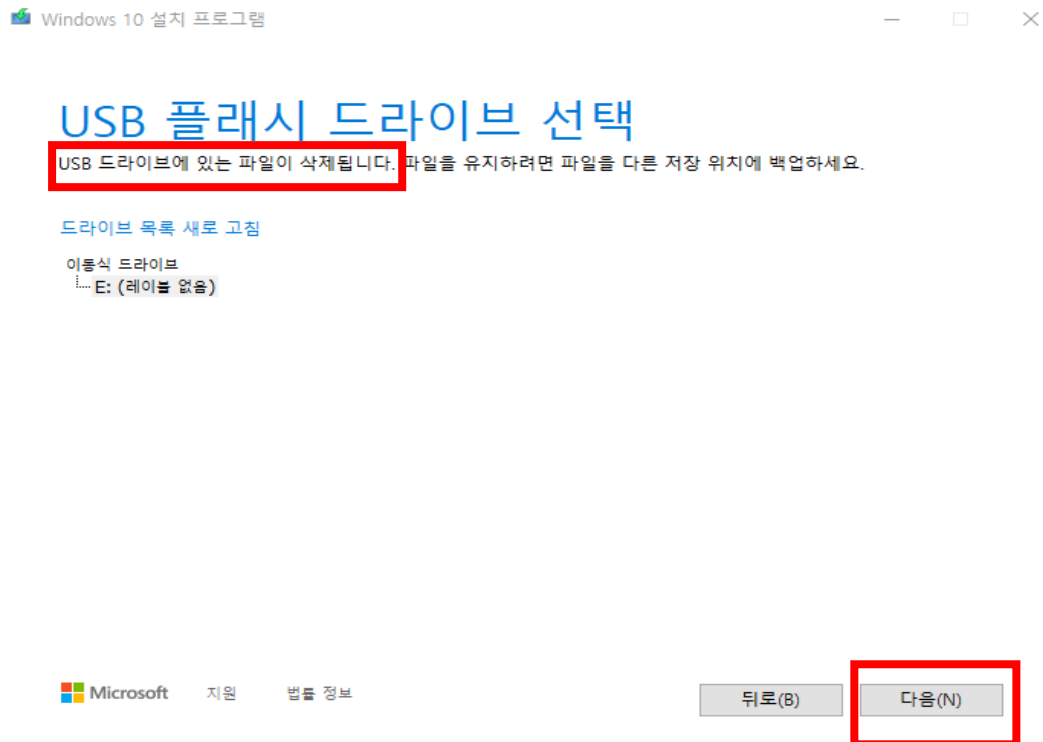 Windows 10 설치 프로그램
USB 플래시 드라이브 선택
USB 드라이브에 있는 파일이 삭제됩니다. 파일을 유지하려면 파일을 다른 저장 위치에 백업하세요.
드라이브 목록 새로 고침
이동식 드라이브
E: (레이블 없음)
Microsoft 지원 법률 정보 뒤로(B) 다음(N)